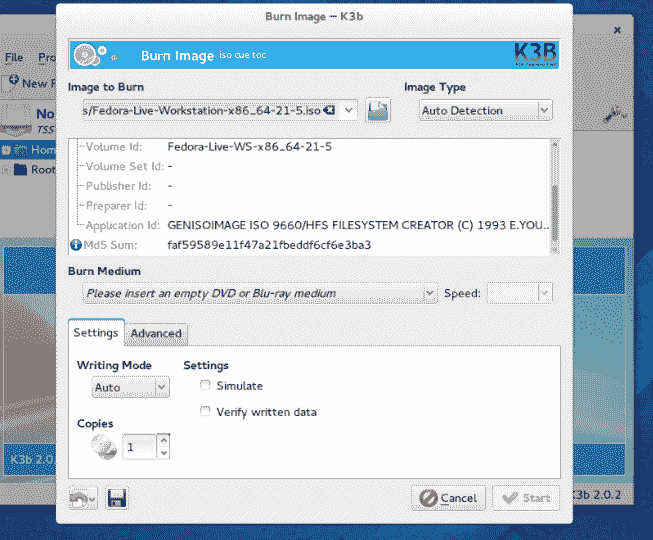 Burn Image – K3b
File Pro
New P
No
TSS
Hom
Root
K3b 2.0.
K3b 2.0.2
Burn Image iso cue toc
K3B
Image to Burn
Image Type
s/Fedora-Live-Workstation-x86_64-21-5.iso
Auto Detection
Volume Id: Fedora-Live-WS-x86_64-21-5
Volume Set Id: -
Publisher Id: -
Preparer Id: -
Application Id: GENISOIMAGE ISO 9660/HFS FILESYSTEM CREATOR (C) 1993 E.YOU...
Md5 Sum: faf59589e11f47a21fbeddf6cf6e3ba3
Burn Medium
Please insert an empty DVD or Blu-ray medium Speed:
Settings Advanced
Writing Mode Settings
Auto Simulate
Verify written data
Copies
1
Cancel Start